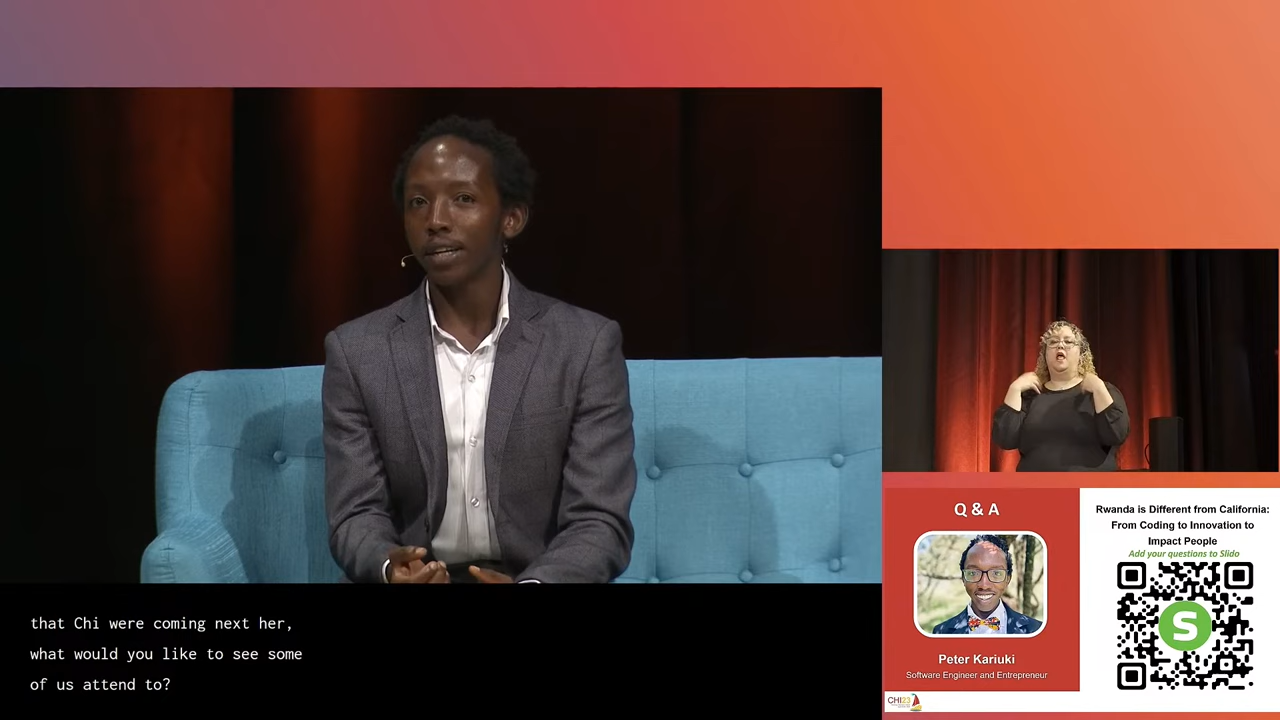 that Chi were coming next her,
what would you like to see some
of us attend to?
Q & A
Peter Kariuki
Software Engineer and Entrepreneur
CHI23
Rwanda is Different from California:
From Coding to Innovation to
Impact People
Add your questions to Slido
S